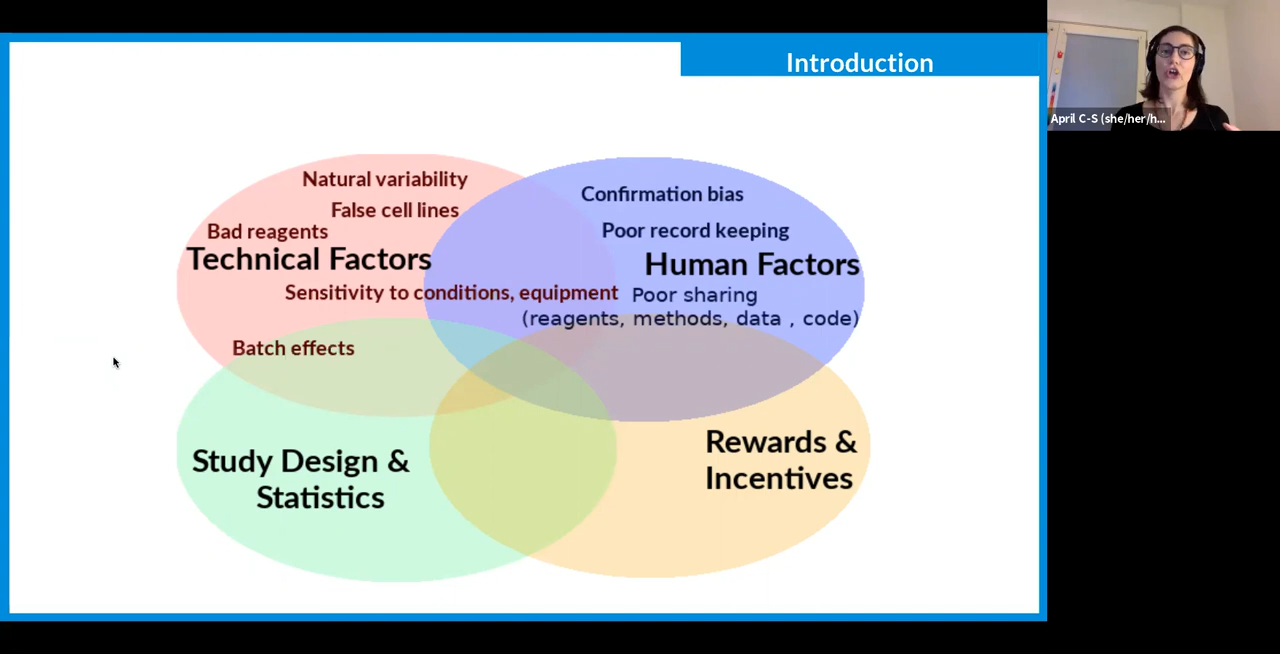 Introduction
April C-S (she/her/h...
Natural variability
False cell lines
Bad reagents
Technical Factors
Sensitivity to conditions, equipment
Batch effects
Confirmation bias
Poor record keeping
Human Factors
Poor sharing
(reagents, methods, data , code)
Study Design &
Statistics
Rewards &
Incentives